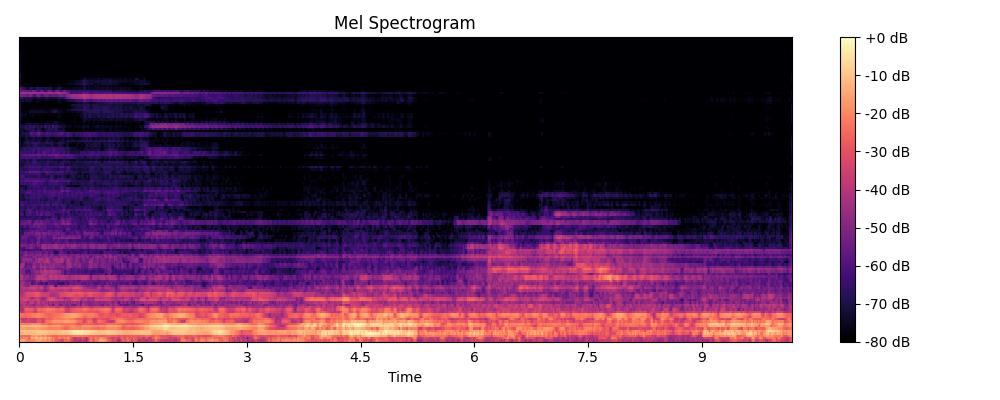 Mel Spectrogram
+0 dB
-10 dB
-20 dB
-30 dB
-40 dB
-50 dB
-60 dB
-70 dB
-80 dB
0 1.5 3 4.5 6 7.5 9
Time